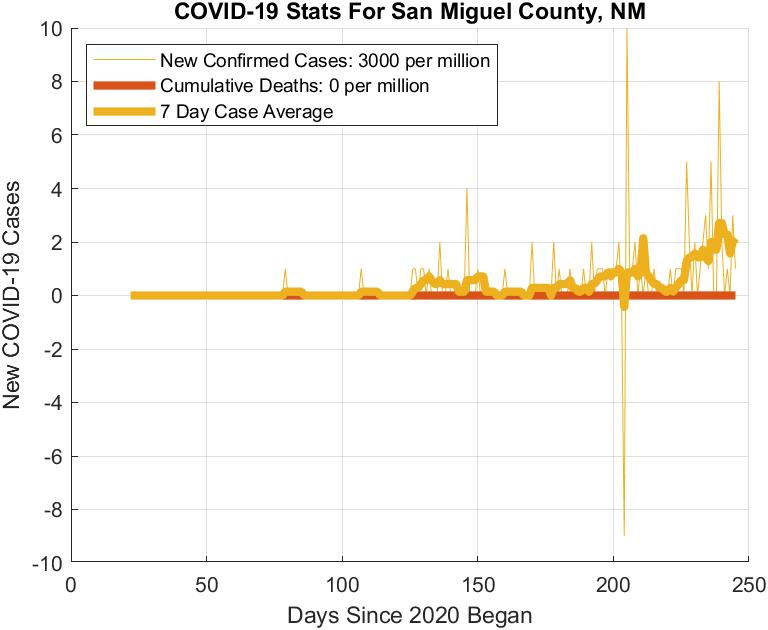 COVID-19 Stats For San Miguel County, NM
New Confirmed Cases: 3000 per million
Cumulative Deaths: 0 per million
7 Day Case Average
New COVID-19 Cases
10
8
6
4
2
0
-2
-4
-6
-8
-10
0 50 100 150 200 250
Days Since 2020 Began